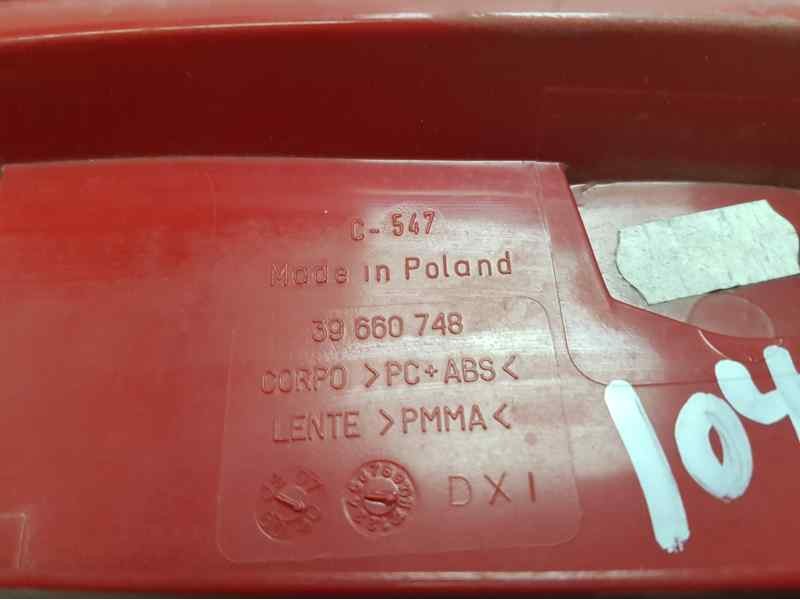 C- 547
Made in Poland
39 660 748
CORPO >PC+ABS<
LENTE >PMMA<
DXI
104